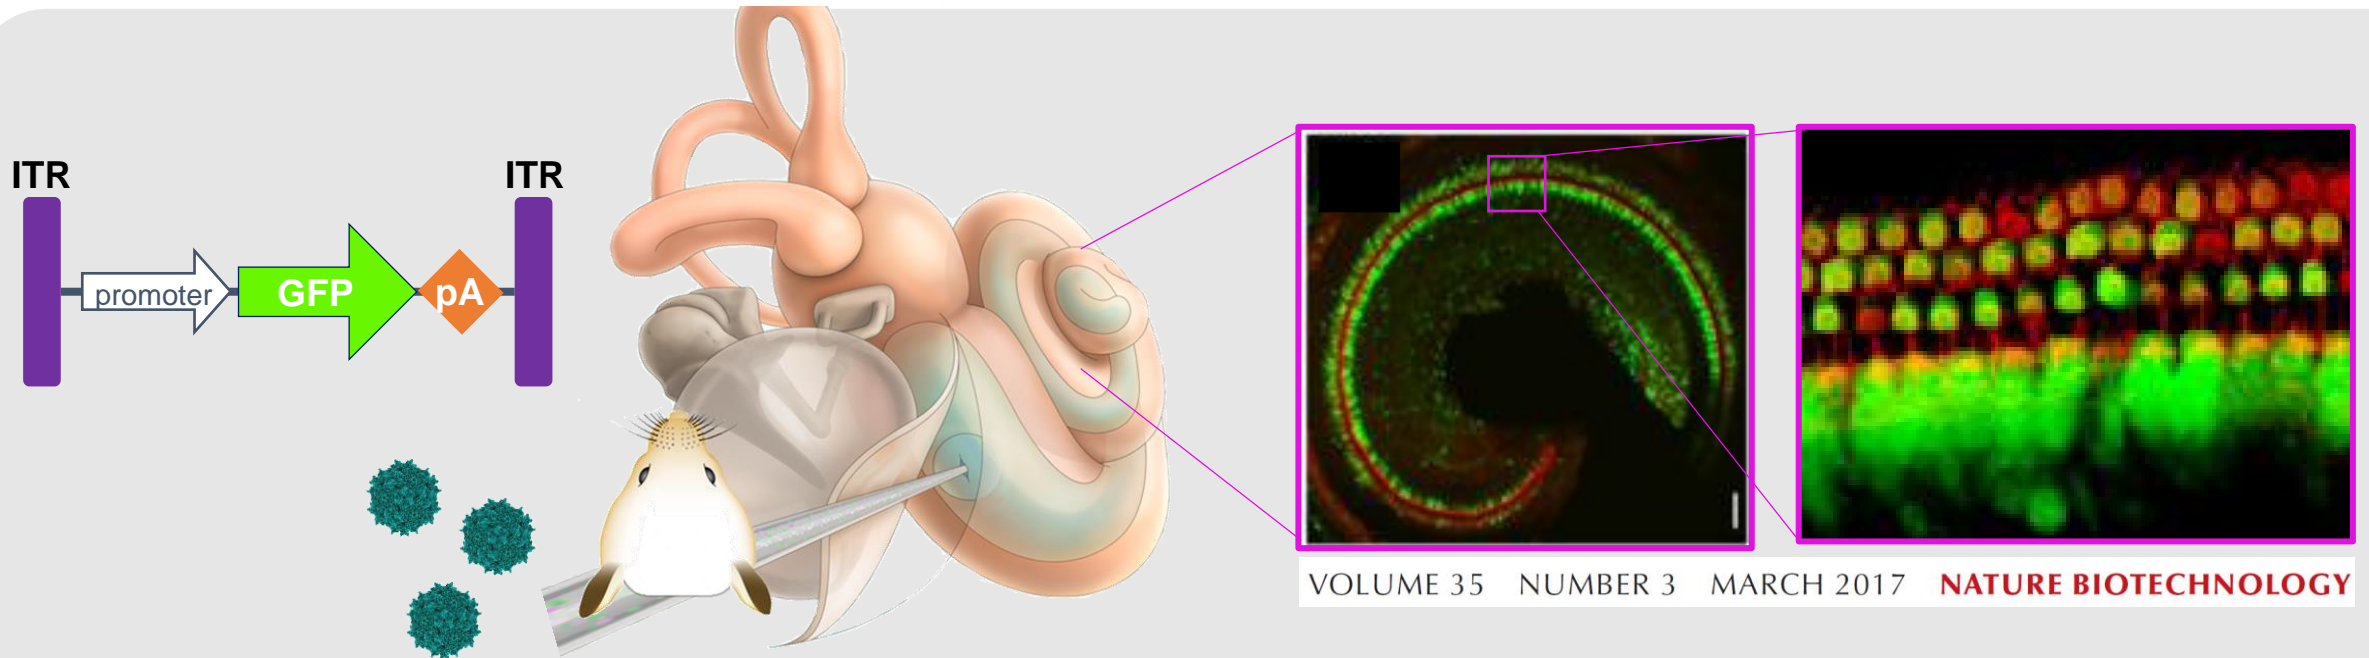 ITR ITR
promoter GFP pA
VOLUME 35 NUMBER 3 MARCH 2017 NATURE BIOTECHNOLOGY